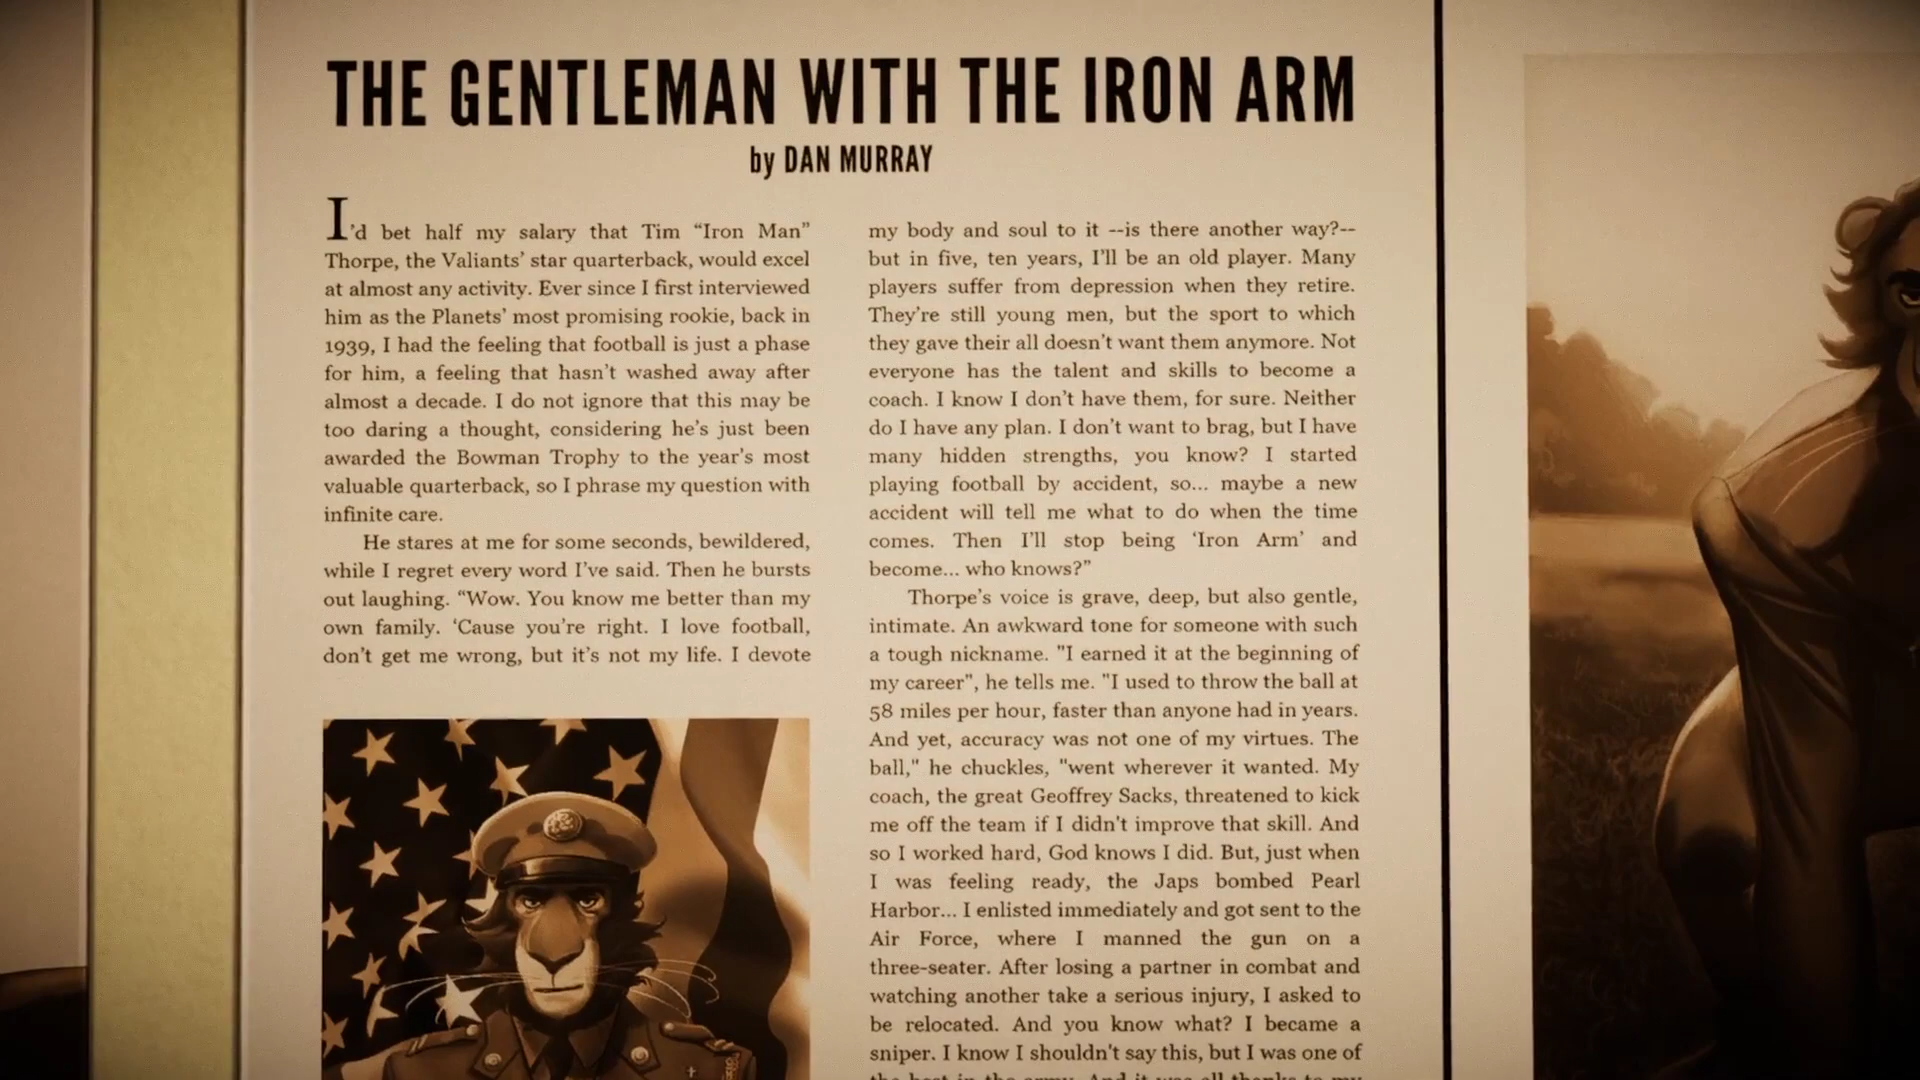 THE GENTLEMAN WITH THE IRON ARM
by DAN MURRAY
I'd bet half my salary that Tim “Iron Man”
Thorpe, the Valiants’ star quarterback, would excel
at almost any activity. Ever since I first interviewed
him as the Planets’ most promising rookie, back in
1939, I had the feeling that football is just a phase
for him, a feeling that hasn’t washed away after
almost a decade. I do not ignore that this may be
too daring a thought, considering he’s just been
awarded the Bowman Trophy to the year’s most
valuable quarterback, so I phrase my question with
infinite care.
He stares at me for some seconds, bewildered,
while I regret every word I’ve said. Then he bursts
out laughing. “Wow. You know me better than my
own family. ‘Cause you’re right. I love football,
don’t get me wrong, but it’s not my life. I devote
my body and soul to it --is there another way?--
but in five, ten years, I’ll be an old player. Many
players suffer from depression when they retire.
They’re still young men, but the sport to which
they gave their all doesn’t want them anymore. Not
everyone has the talent and skills to become a
coach. I know I don’t have them, for sure. Neither
do I have any plan. I don’t want to brag, but I have
many hidden strengths, you know? I started
playing football by accident, so... maybe a new
accident will tell me what to do when the time
comes. Then I’ll stop being ‘Iron Arm’ and
become... who knows?”
Thorpe’s voice is grave, deep, but also gentle,
intimate. An awkward tone for someone with such
a tough nickname. "I earned it at the beginning of
my career", he tells me. "I used to throw the ball at
58 miles per hour, faster than anyone had in years.
And yet, accuracy was not one of my virtues. The
ball," he chuckles, "went wherever it wanted. My
coach, the great Geoffrey Sacks, threatened to kick
me off the team if I didn't improve that skill. And
so I worked hard, God knows I did. But, just when
I was feeling ready, the Japs bombed Pearl
Harbor... I enlisted immediately and got sent to the
Air Force, where I manned the gun on a
three-seater. After losing a partner in combat and
watching another take a serious injury, I asked to
be relocated. And you know what? I became a
sniper. I know I shouldn't say this, but I was one of
the best in the army. And it was all thanks to my